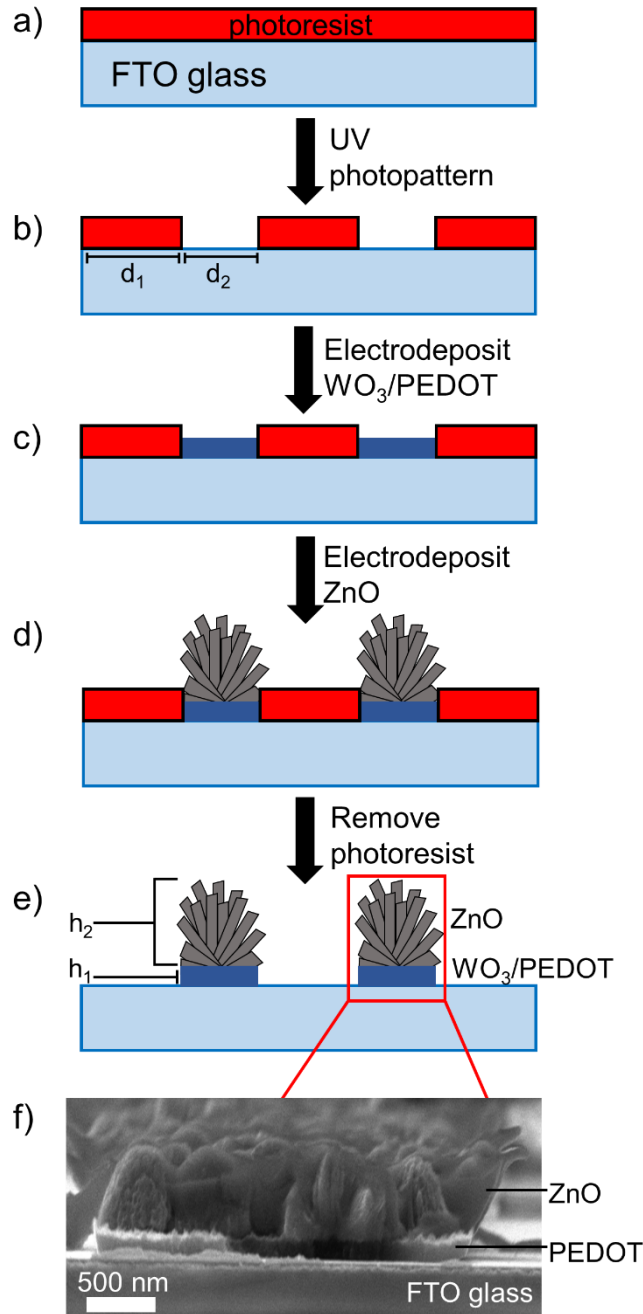 a)
photoresist
FTO glass
UV
photopattern
b)
d₁
d₂
Electrodeposit
WO₃/PEDOT
c)
Electrodeposit
ZnO
d)
Remove
photoresist
e)
h₂
ZnO
h₁
WO₃/PEDOT
f)
ZnO
PEDOT
500 nm
FTO glass